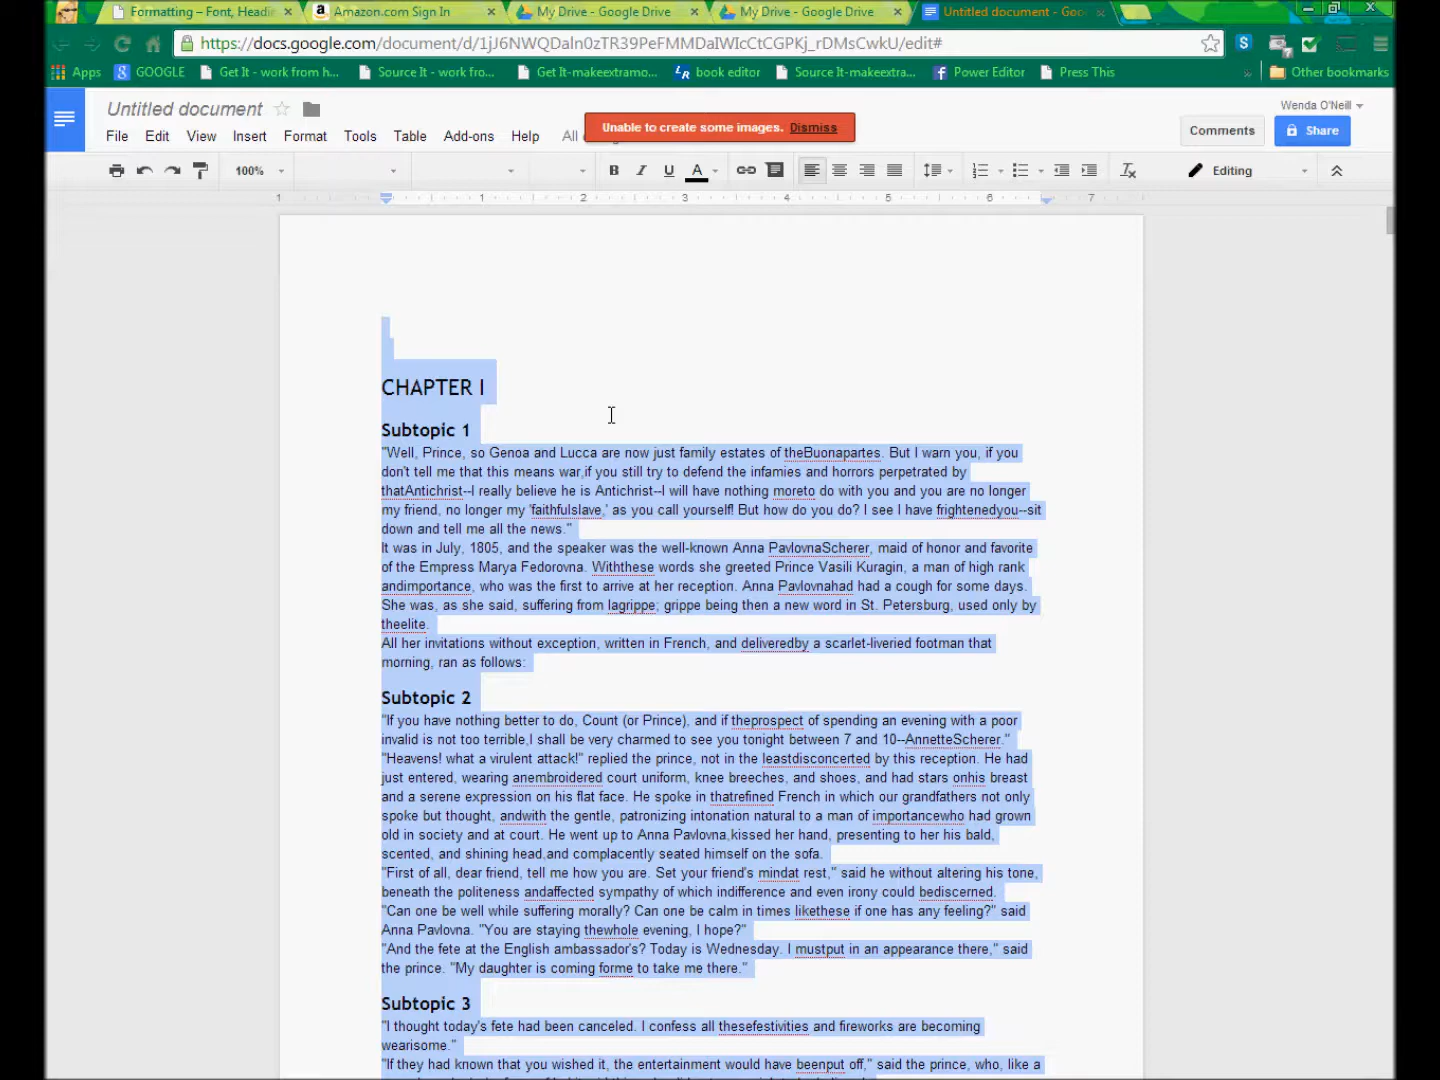 Formatting – Font, Headi
Amazon.com Sign In
My Drive - Google Drive
My Drive - Google Drive
Untitled document - Goo
https://docs.google.com/document/d/1jJ6NWQDaln0zTR39PeFMMDaIWIcCtCGPKj_rDMsCwkU/edit#
Apps
GOOGLE
Get It - work from h...
Source It - work fro...
Get It-makeextramo...
book editor
Source It-makeextra...
Power Editor
Press This
Other bookmarks
Untitled document
Wenda O'Neill
File Edit View Insert Format Tools Table Add-ons Help All
Unable to create some images. Dismiss
Comments
Share
100%
B I U A
Editing
1 1 2 3 4 5 6 7
CHAPTER I
Subtopic 1
"Well, Prince, so Genoa and Lucca are now just family estates of theBuonapartes. But I warn you, if you
don't tell me that this means war,if you still try to defend the infamies and horrors perpetrated by
thatAntichrist--I really believe he is Antichrist--I will have nothing moreto do with you and you are no longer
my friend, no longer my 'faithfulslave,' as you call yourself! But how do you do? I see I have frightenedyou--sit
down and tell me all the news."
It was in July, 1805, and the speaker was the well-known Anna PavlovnaScherer, maid of honor and favorite
of the Empress Marya Fedorovna. Withthese words she greeted Prince Vasili Kuragin, a man of high rank
andimportance, who was the first to arrive at her reception. Anna Pavlovnahad had a cough for some days.
She was, as she said, suffering from lagrippe; grippe being then a new word in St. Petersburg, used only by
theelite.
All her invitations without exception, written in French, and deliveredby a scarlet-liveried footman that
morning, ran as follows:
Subtopic 2
"If you have nothing better to do, Count (or Prince), and if theprospect of spending an evening with a poor
invalid is not too terrible,I shall be very charmed to see you tonight between 7 and 10--AnnetteScherer."
"Heavens! what a virulent attack!" replied the prince, not in the leastdisconcerted by this reception. He had
just entered, wearing anembroidered court uniform, knee breeches, and shoes, and had stars onhis breast
and a serene expression on his flat face. He spoke in thatrefined French in which our grandfathers not only
spoke but thought, andwith the gentle, patronizing intonation natural to a man of importancewho had grown
old in society and at court. He went up to Anna Pavlovna,kissed her hand, presenting to her his bald,
scented, and shining head,and complacently seated himself on the sofa.
"First of all, dear friend, tell me how you are. Set your friend's mindat rest," said he without altering his tone,
beneath the politeness andaffected sympathy of which indifference and even irony could bediscerned.
"Can one be well while suffering morally? Can one be calm in times likethese if one has any feeling?" said
Anna Pavlovna. "You are staying thewhole evening, I hope?"
"And the fete at the English ambassador's? Today is Wednesday. I mustput in an appearance there," said
the prince. "My daughter is coming forme to take me there."
Subtopic 3
"I thought today's fete had been canceled. I confess all thesefestivities and fireworks are becoming
wearisome."
"If they had known that you wished it, the entertainment would have beenput off," said the prince, who, like a